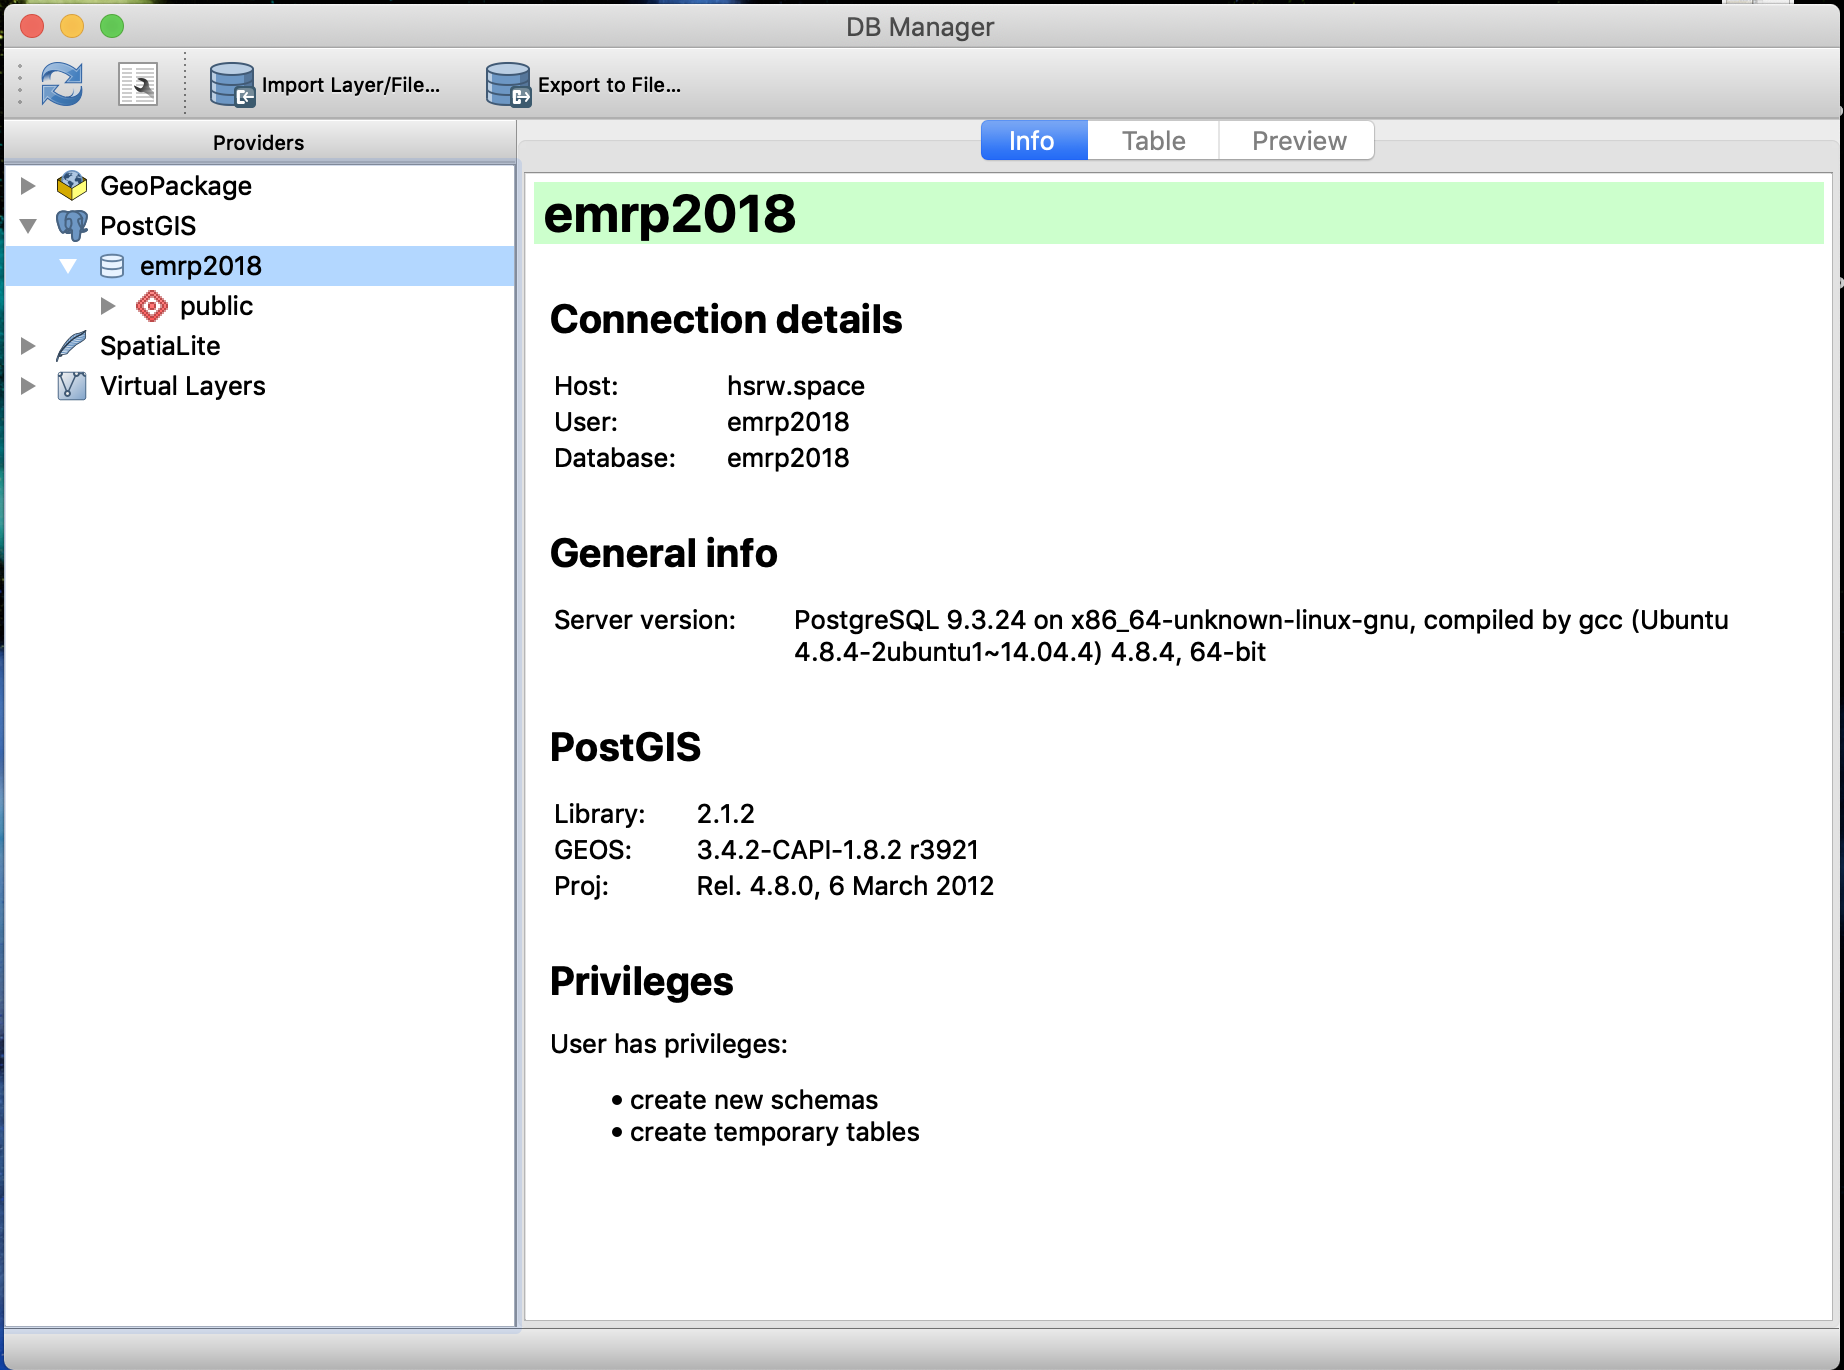 DB Manager
Import Layer/File...
Export to File...
Providers
Info
Table
Preview
GeoPackage
PostGIS
emrp2018
public
SpatiaLite
Virtual Layers
emrp2018
Connection details
Host: hsrw.space
User: emrp2018
Database: emrp2018
General info
Server version: PostgreSQL 9.3.24 on x86_64-unknown-linux-gnu, compiled by gcc (Ubuntu
4.8.4-2ubuntu1~14.04.4) 4.8.4, 64-bit
PostGIS
Library: 2.1.2
GEOS: 3.4.2-CAPI-1.8.2 r3921
Proj: Rel. 4.8.0, 6 March 2012
Privileges
User has privileges:
• create new schemas
• create temporary tables